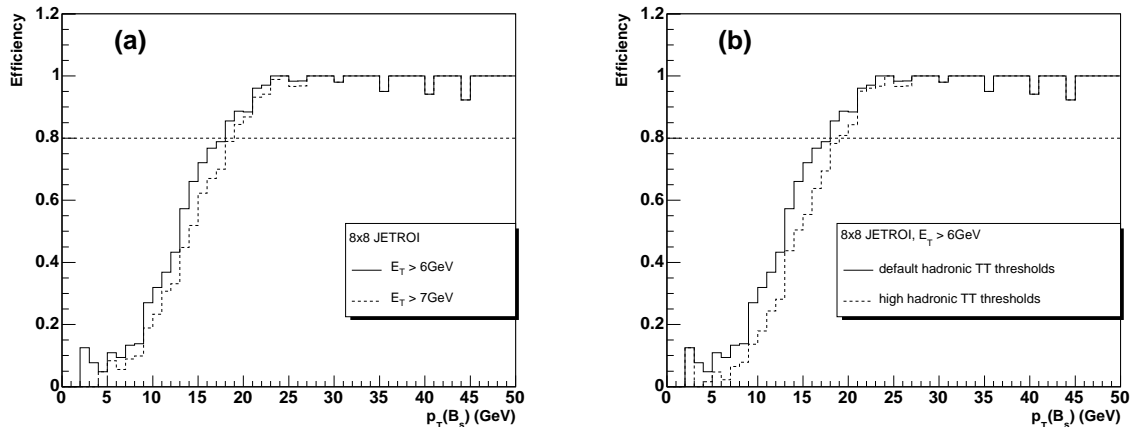 (a)
Efficiency
1.2
1
0.8
0.6
0.4
0.2
0
0 5 10 15 20 25 30 35 40 45 50
p_T(B_s) (GeV)
8x8 JETROI
E_T > 6GeV
E_T > 7GeV
(b)
Efficiency
1.2
1
0.8
0.6
0.4
0.2
0
0 5 10 15 20 25 30 35 40 45 50
p_T(B_s) (GeV)
8x8 JETROI, E_T > 6GeV
default hadronic TT thresholds
high hadronic TT thresholds